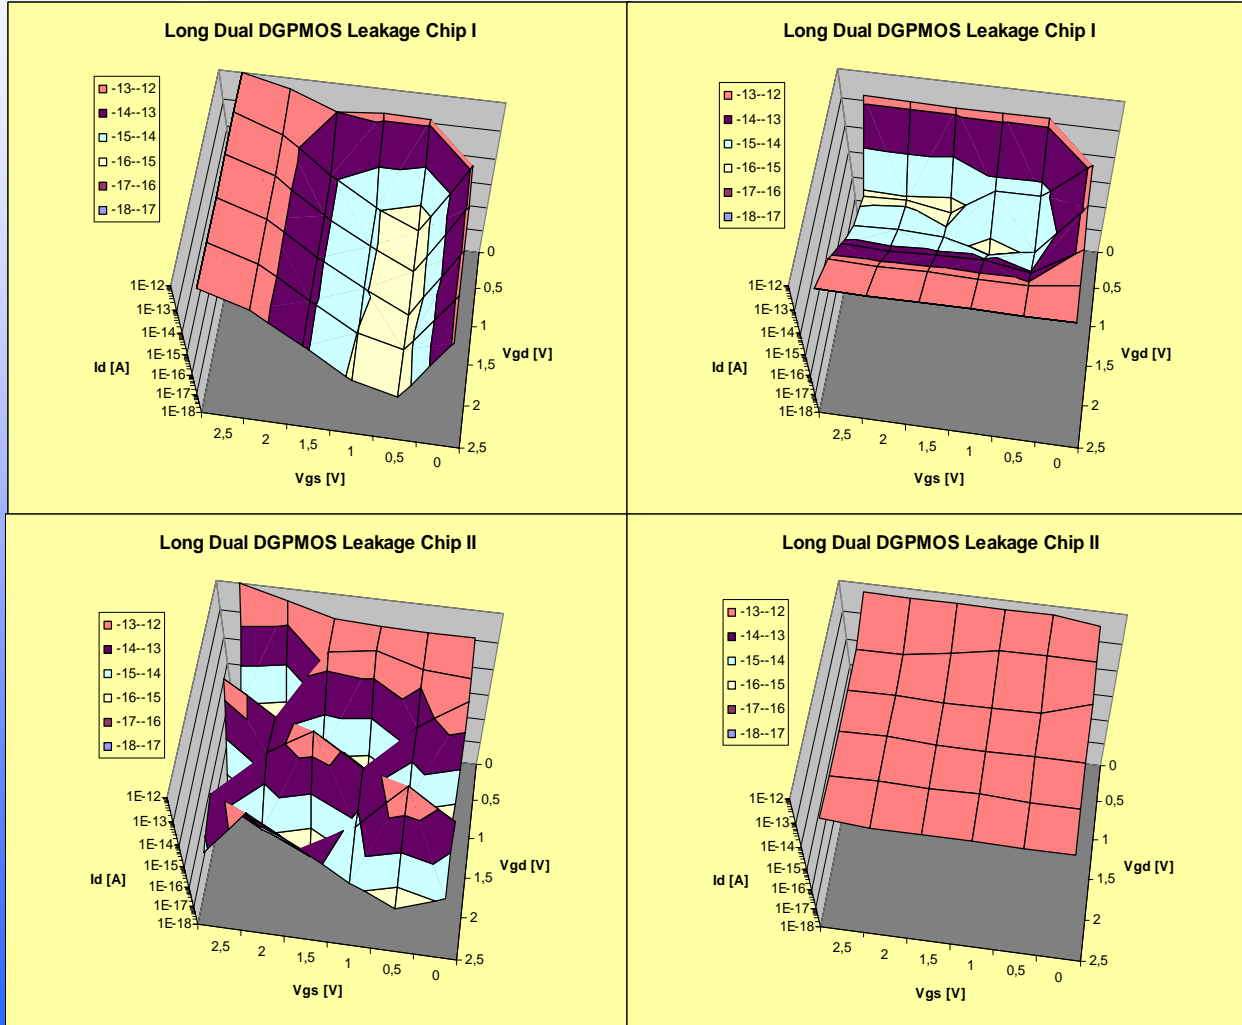 Long Dual DGPMOS Leakage Chip I
-13--12
-14--13
-15--14
-16--15
-17--16
-18--17
1E-12
1E-13
1E-14
1E-15
1E-16
1E-17
1E-18
Id [A]
2,5
2
1,5
1
0,5
0
Vgs [V]
0
0,5
1
1,5
2
2,5
Vgd [V]
Long Dual DGPMOS Leakage Chip I
-13--12
-14--13
-15--14
-16--15
-17--16
-18--17
1E-12
1E-13
1E-14
1E-15
1E-16
1E-17
1E-18
Id [A]
2,5
2
1,5
1
0,5
0
Vgs [V]
0
0,5
1
1,5
2
2,5
Vgd [V]
Long Dual DGPMOS Leakage Chip II
-13--12
-14--13
-15--14
-16--15
-17--16
-18--17
1E-12
1E-13
1E-14
1E-15
1E-16
1E-17
1E-18
Id [A]
2,5
2
1,5
1
0,5
0
Vgs [V]
0
0,5
1
1,5
2
2,5
Vgd [V]
Long Dual DGPMOS Leakage Chip II
-13--12
-14--13
-15--14
-16--15
-17--16
-18--17
1E-12
1E-13
1E-14
1E-15
1E-16
1E-17
1E-18
Id [A]
2,5
2
1,5
1
0,5
0
Vgs [V]
0
0,5
1
1,5
2
2,5
Vgd [V]